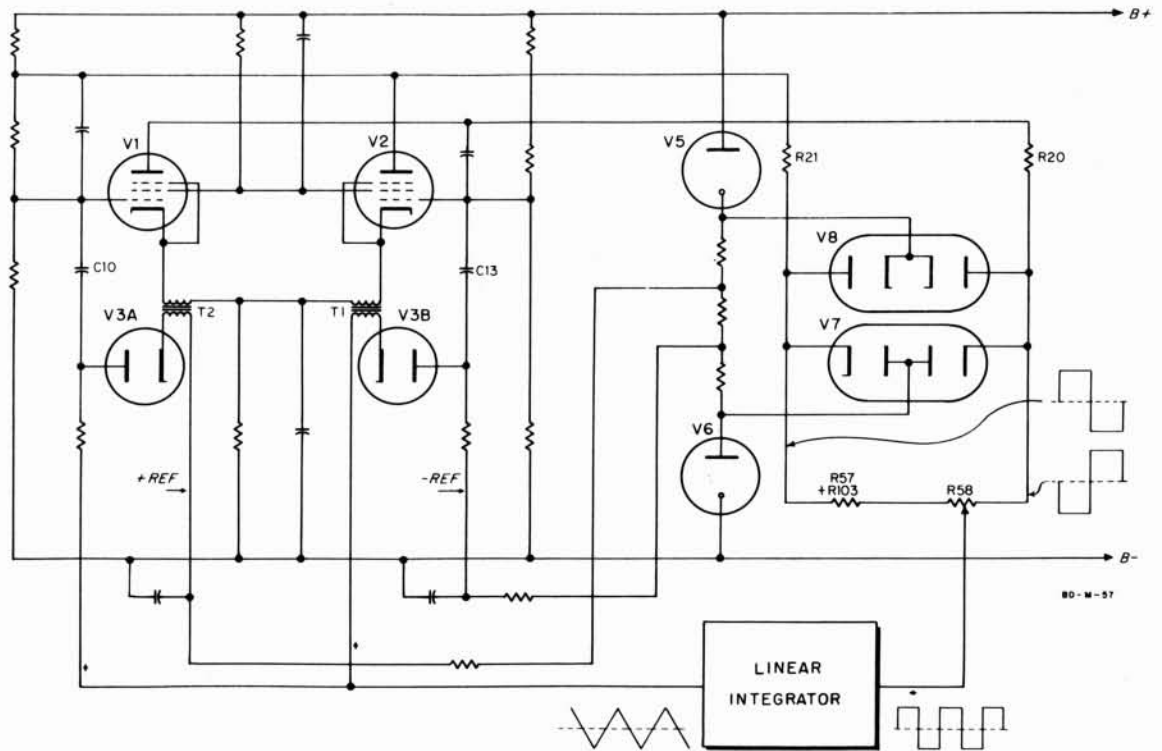 B+
V1
V2
V5
R21
R20
V8
C10
C13
V3A
T2
T1
V3B
V7
V6
+REF
-REF
R57
+R103
R58
B-
BD-M-57
LINEAR
INTEGRATOR